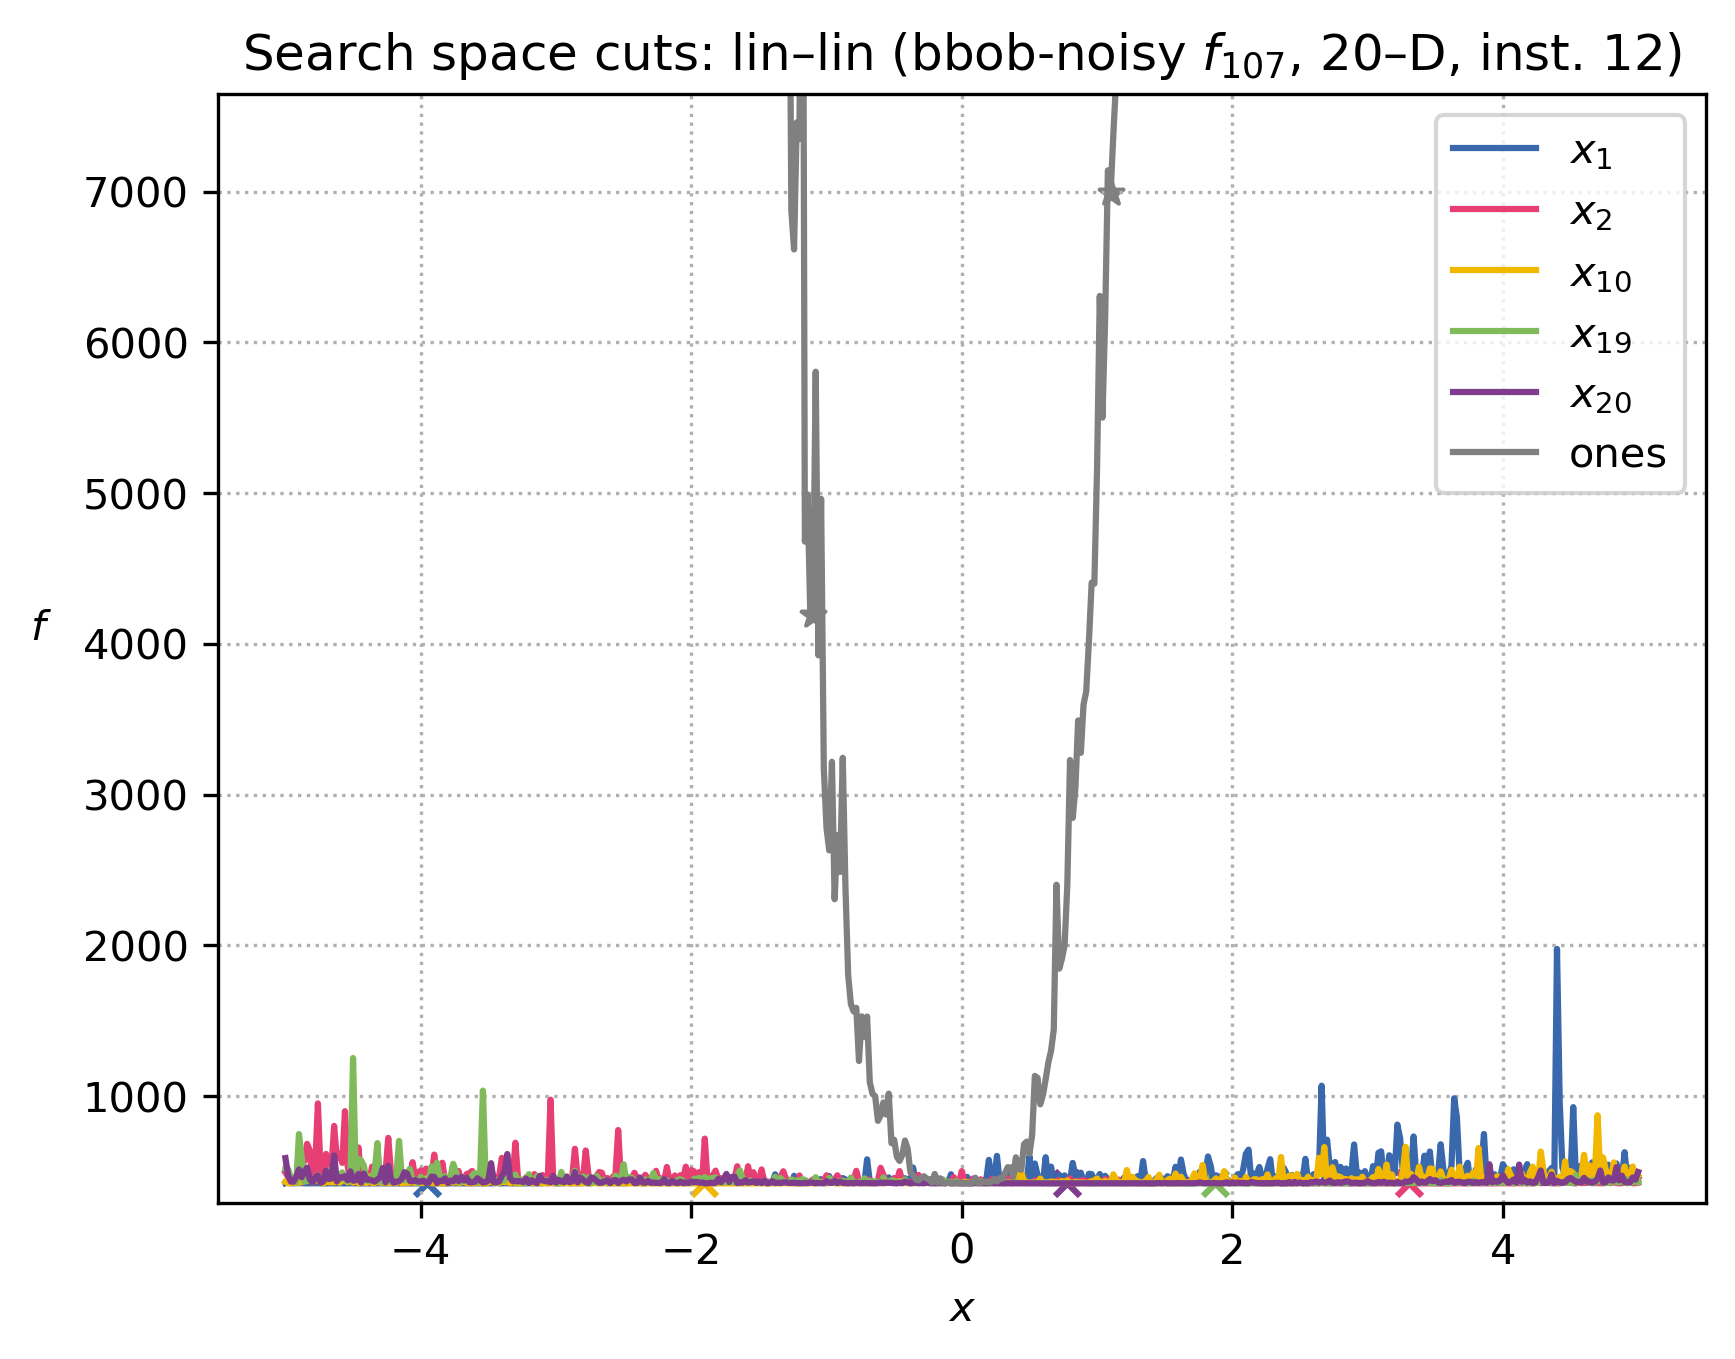 Search space cuts: lin–lin (bbob-noisy f₁₀₇, 20–D, inst. 12)
x₁
x₂
x₁₀
x₁₉
x₂₀
ones
7000
6000
5000
4000
3000
2000
1000
f
−4 −2 0 2 4
x